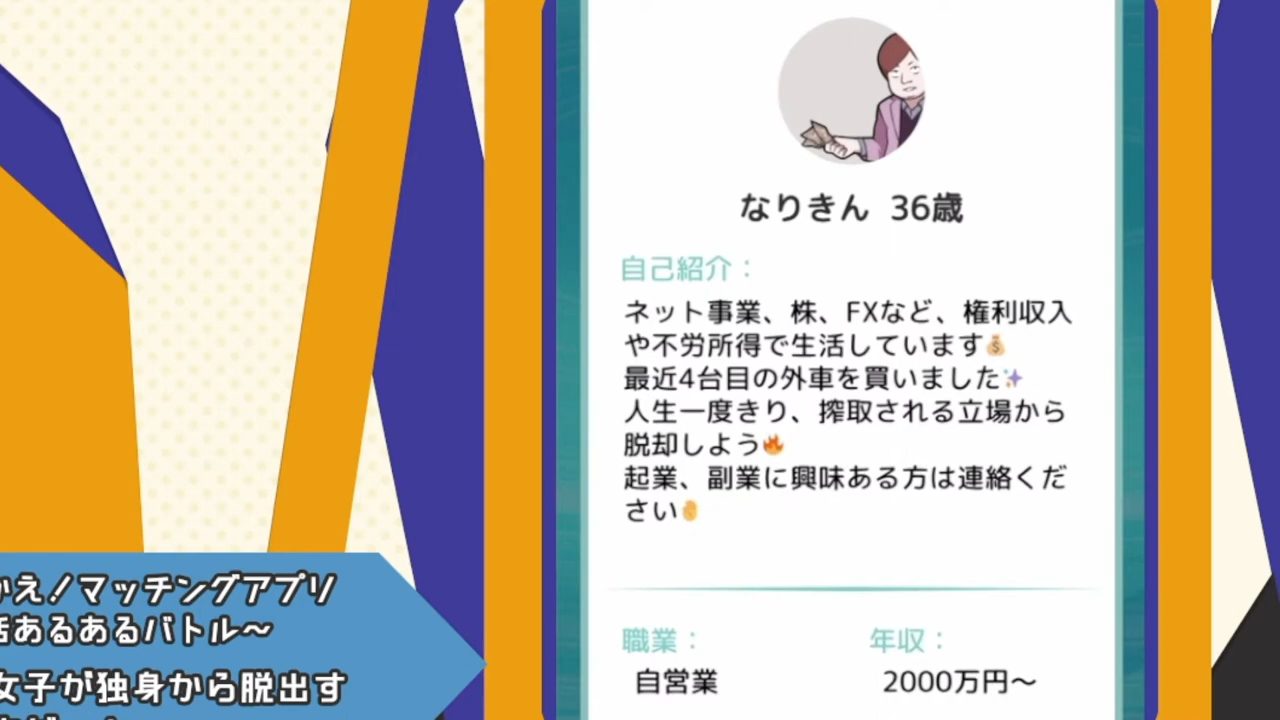 なりきん 36歳
自己紹介：
ネット事業、株、FXなど、権利収入
や不労所得で生活しています💰
最近4台目の外車を買いました✨
人生一度きり、搾取される立場から
脱却しよう🔥
起業、副業に興味ある方は連絡くだ
さい✋
職業：
年収：
自営業
2000万円〜
かえ！マッチングアプリ
話あるあるバトル〜
女子が独身から脱出す